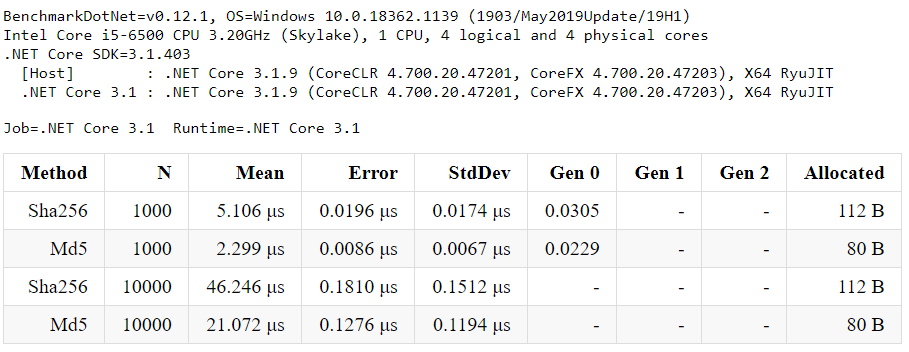 BenchmarkDotNet=v0.12.1, OS=Windows 10.0.18362.1139 (1903/May2019Update/19H1)
Intel Core i5-6500 CPU 3.20GHz (Skylake), 1 CPU, 4 logical and 4 physical cores
.NET Core SDK=3.1.403
  [Host]        : .NET Core 3.1.9 (CoreCLR 4.700.20.47201, CoreFX 4.700.20.47203), X64 RyuJIT
  .NET Core 3.1 : .NET Core 3.1.9 (CoreCLR 4.700.20.47201, CoreFX 4.700.20.47203), X64 RyuJIT
Job=.NET Core 3.1  Runtime=.NET Core 3.1
Method N Mean Error StdDev Gen 0 Gen 1 Gen 2 Allocated
Sha256 1000 5.106 μs 0.0196 μs 0.0174 μs 0.0305 - - 112 B
Md5 1000 2.299 μs 0.0086 μs 0.0067 μs 0.0229 - - 80 B
Sha256 10000 46.246 μs 0.1810 μs 0.1512 μs - - - 112 B
Md5 10000 21.072 μs 0.1276 μs 0.1194 μs - - - 80 B